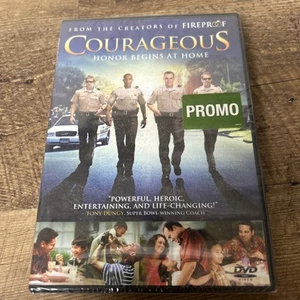 FROM THE CREATORS OF FIREPROOF
COURAGEOUS
HONOR BEGINS AT HOME
PROMO
"POWERFUL, HEROIC,
ENTERTAINING, AND LIFE-CHANGING!"
- TONY DUNGY, SUPER BOWL-WINNING COACH
DVD
VIDEO